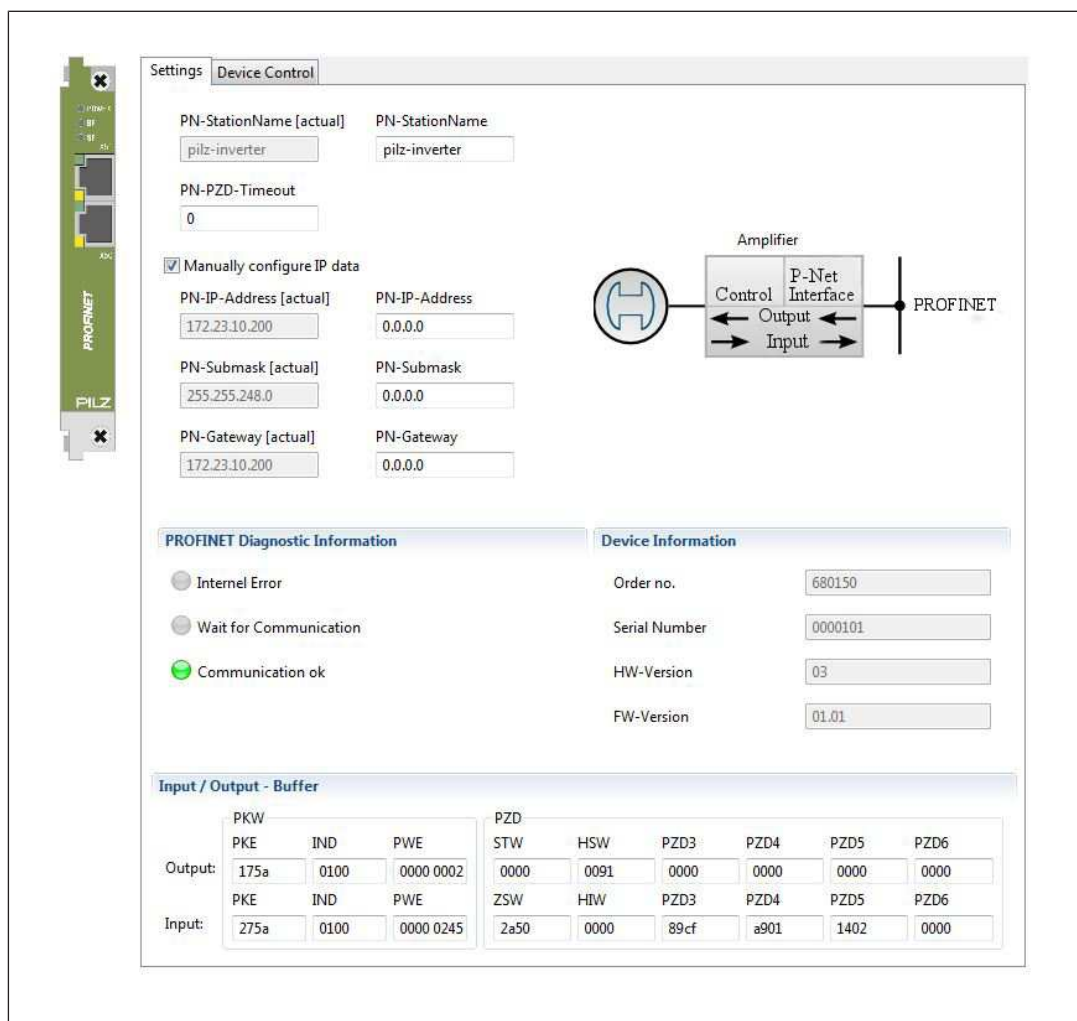 Settings Device Control
POWER
BF
SF
PROFINET
PILZ
PN-StationName [actual] PN-StationName
pilz-inverter pilz-inverter
PN-PZD-Timeout
0
Manually configure IP data
PN-IP-Address [actual] PN-IP-Address
172.23.10.200 0.0.0.0
PN-Submask [actual] PN-Submask
255.255.248.0 0.0.0.0
PN-Gateway [actual] PN-Gateway
172.23.10.200 0.0.0.0
Amplifier
Control P-Net Interface
Output
Input
PROFINET
PROFINET Diagnostic Information
Internel Error
Wait for Communication
Communication ok
Device Information
Order no. 680150
Serial Number 0000101
HW-Version 03
FW-Version 01.01
Input / Output - Buffer
PKW PZD
PKE IND PWE STW HSW PZD3 PZD4 PZD5 PZD6
Output: 175a 0100 0000 0002 0000 0091 0000 0000 0000 0000
PKE IND PWE ZSW HIW PZD3 PZD4 PZD5 PZD6
Input: 275a 0100 0000 0245 2a50 0000 89cf a901 1402 0000